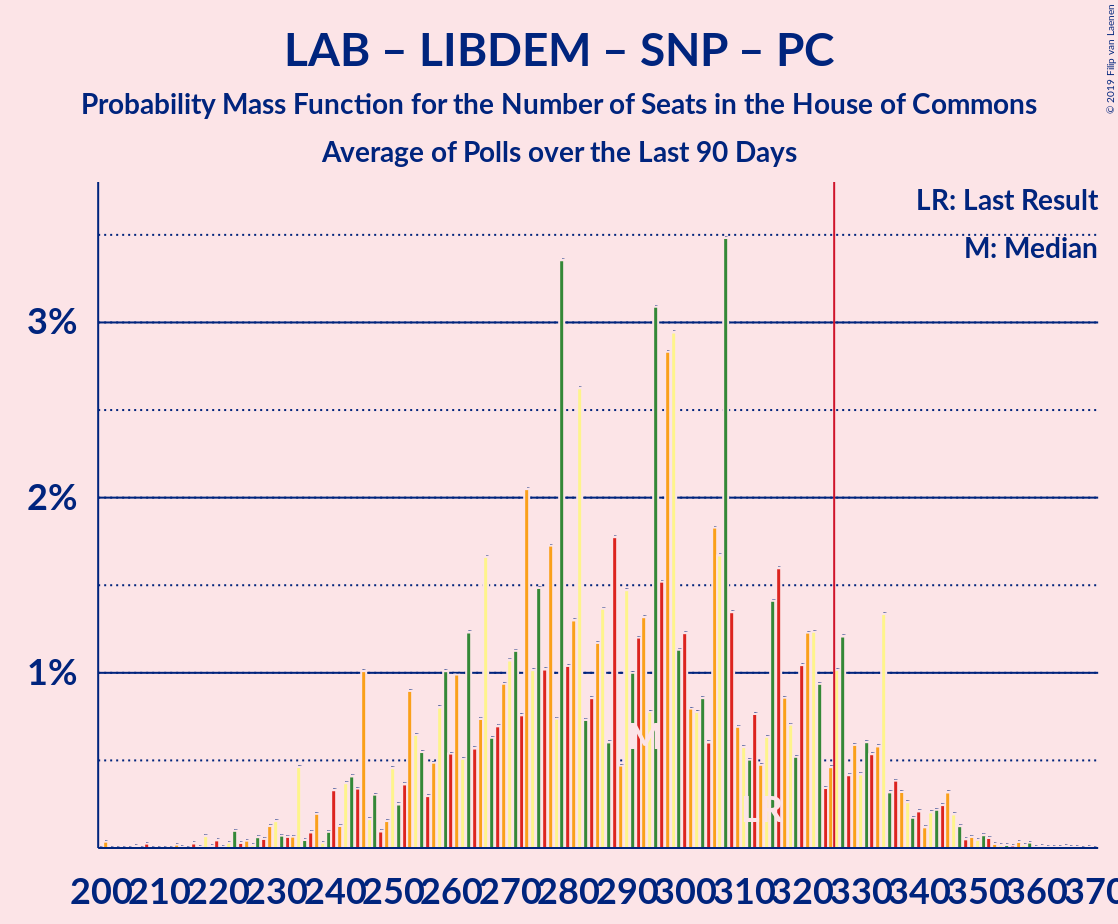 LAB – LIBDEM – SNP – PC
Probability Mass Function for the Number of Seats in the House of Commons
Average of Polls over the Last 90 Days
© 2019 Filip van Laenen
LR: Last Result
M: Median
3%
2%
1%
M
LR
200 210 220 230 240 250 260 270 280 290 300 310 320 330 340 350 360 370